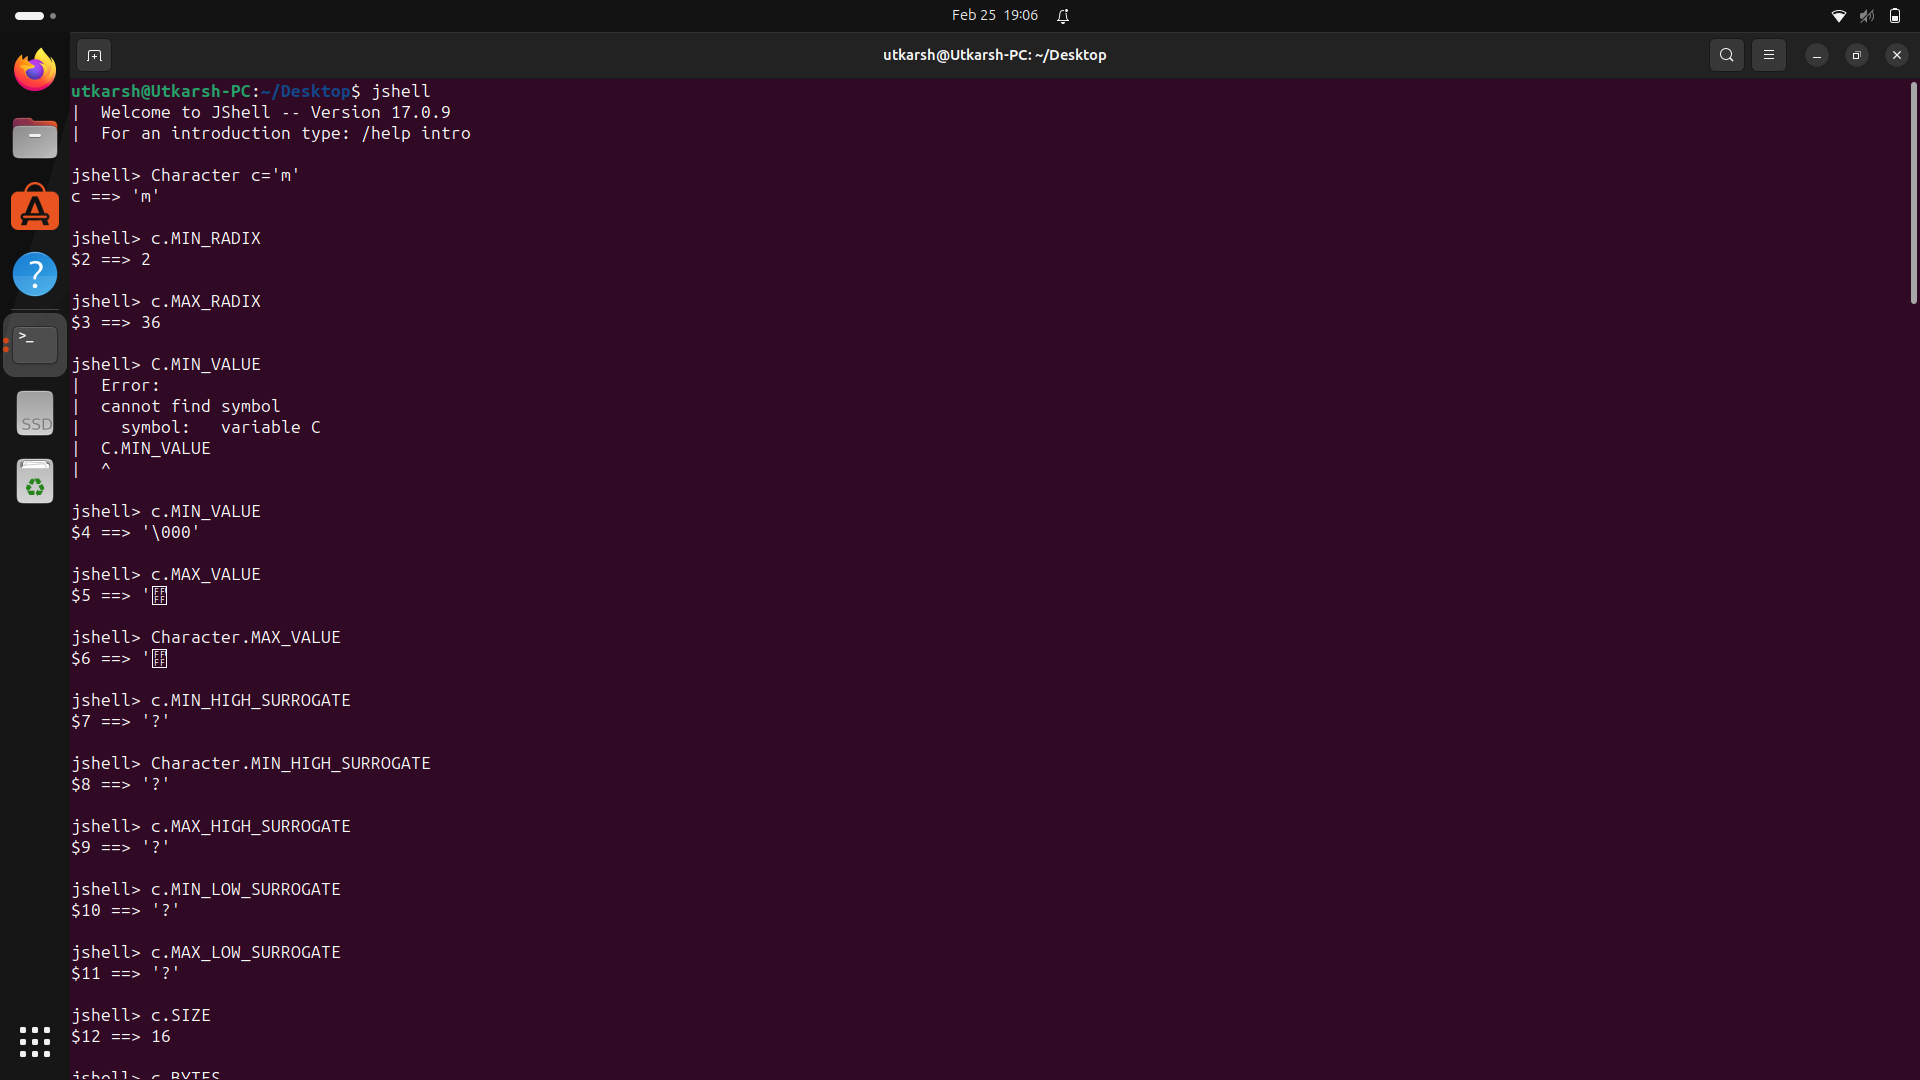 Feb 25 19:06
utkarsh@Utkarsh-PC: ~/Desktop
utkarsh@Utkarsh-PC:~/Desktop$ jshell
|  Welcome to JShell -- Version 17.0.9
|  For an introduction type: /help intro
jshell> Character c='m'
c ==> 'm'
jshell> c.MIN_RADIX
$2 ==> 2
jshell> c.MAX_RADIX
$3 ==> 36
jshell> C.MIN_VALUE
|  Error:
|  cannot find symbol
|    symbol:   variable C
|  C.MIN_VALUE
|  ^
jshell> c.MIN_VALUE
$4 ==> '\000'
jshell> c.MAX_VALUE
$5 ==> 'FFFF
jshell> Character.MAX_VALUE
$6 ==> 'FFFF
jshell> c.MIN_HIGH_SURROGATE
$7 ==> '?'
jshell> Character.MIN_HIGH_SURROGATE
$8 ==> '?'
jshell> c.MAX_HIGH_SURROGATE
$9 ==> '?'
jshell> c.MIN_LOW_SURROGATE
$10 ==> '?'
jshell> c.MAX_LOW_SURROGATE
$11 ==> '?'
jshell> c.SIZE
$12 ==> 16
jshell> c.BYTES
?
>_
SSD